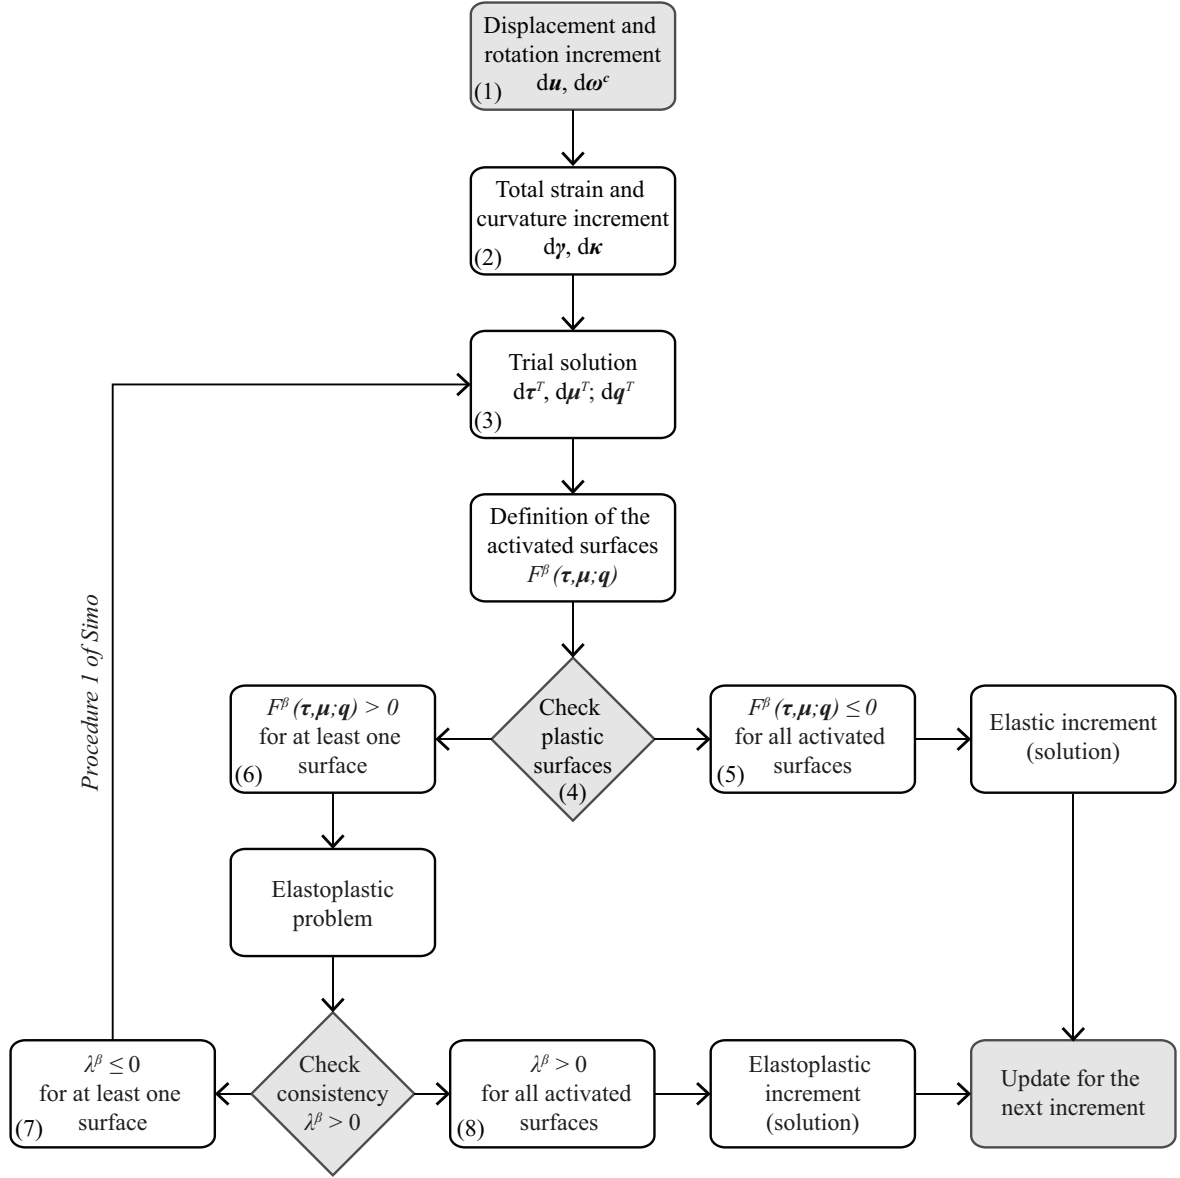 Displacement and
rotation increment
d𝒖, d𝝎ᶜ
(1)
Total strain and
curvature increment
d𝜸, d𝜿
(2)
Trial solution
d𝝉ᵀ, d𝝁ᵀ; d𝒒ᵀ
(3)
Definition of the
activated surfaces
Fᵝ (𝝉,𝝁;𝒒)
Check
plastic
surfaces
(4)
Fᵝ (𝝉,𝝁;𝒒) > 0
for at least one
surface
(6)
Fᵝ (𝝉,𝝁;𝒒) ≤ 0
for all activated
surfaces
(5)
Elastic increment
(solution)
Procedure 1 of Simo
Elastoplastic
problem
λᵝ ≤ 0
for at least one
surface
(7)
Check
consistency
λᵝ > 0
λᵝ > 0
for all activated
surfaces
(8)
Elastoplastic
increment
(solution)
Update for the
next increment